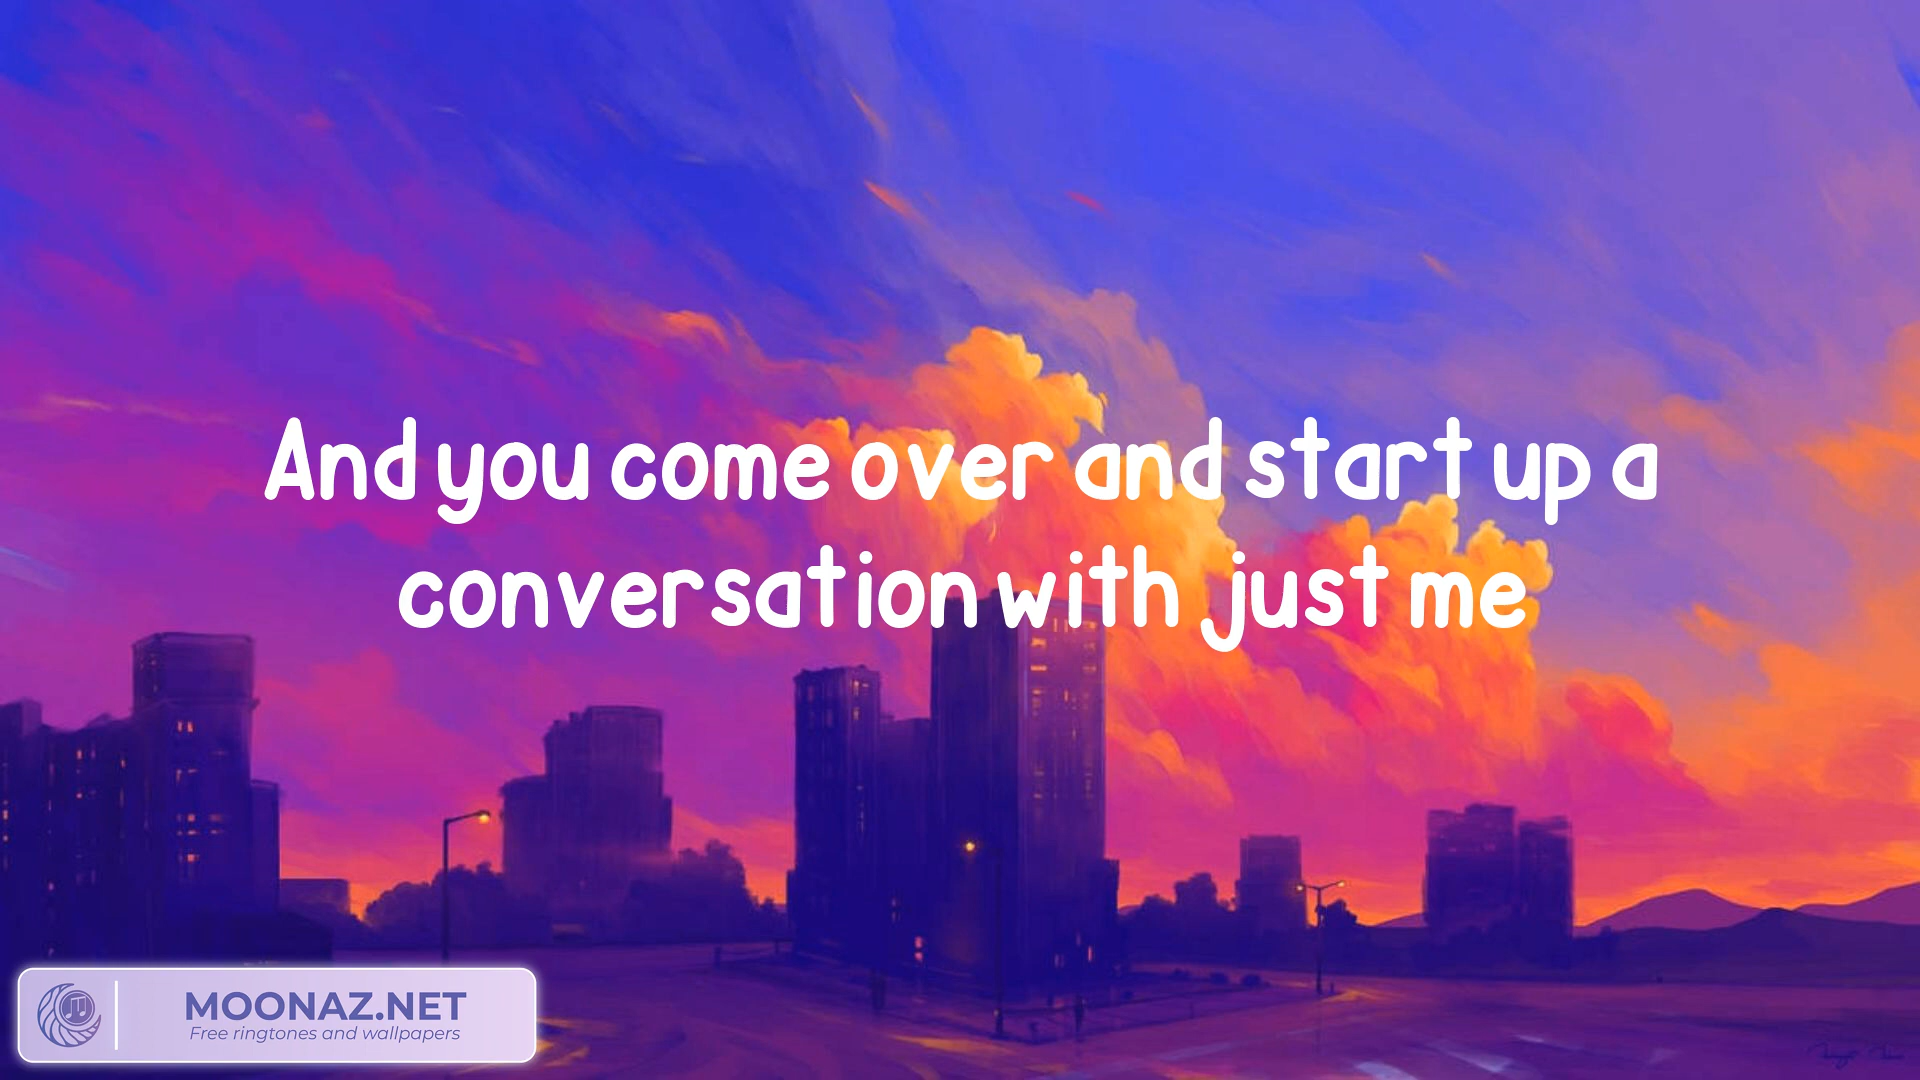 And you come over and start up a
conversation with just me
MOONAZ.NET
Free ringtones and wallpapers